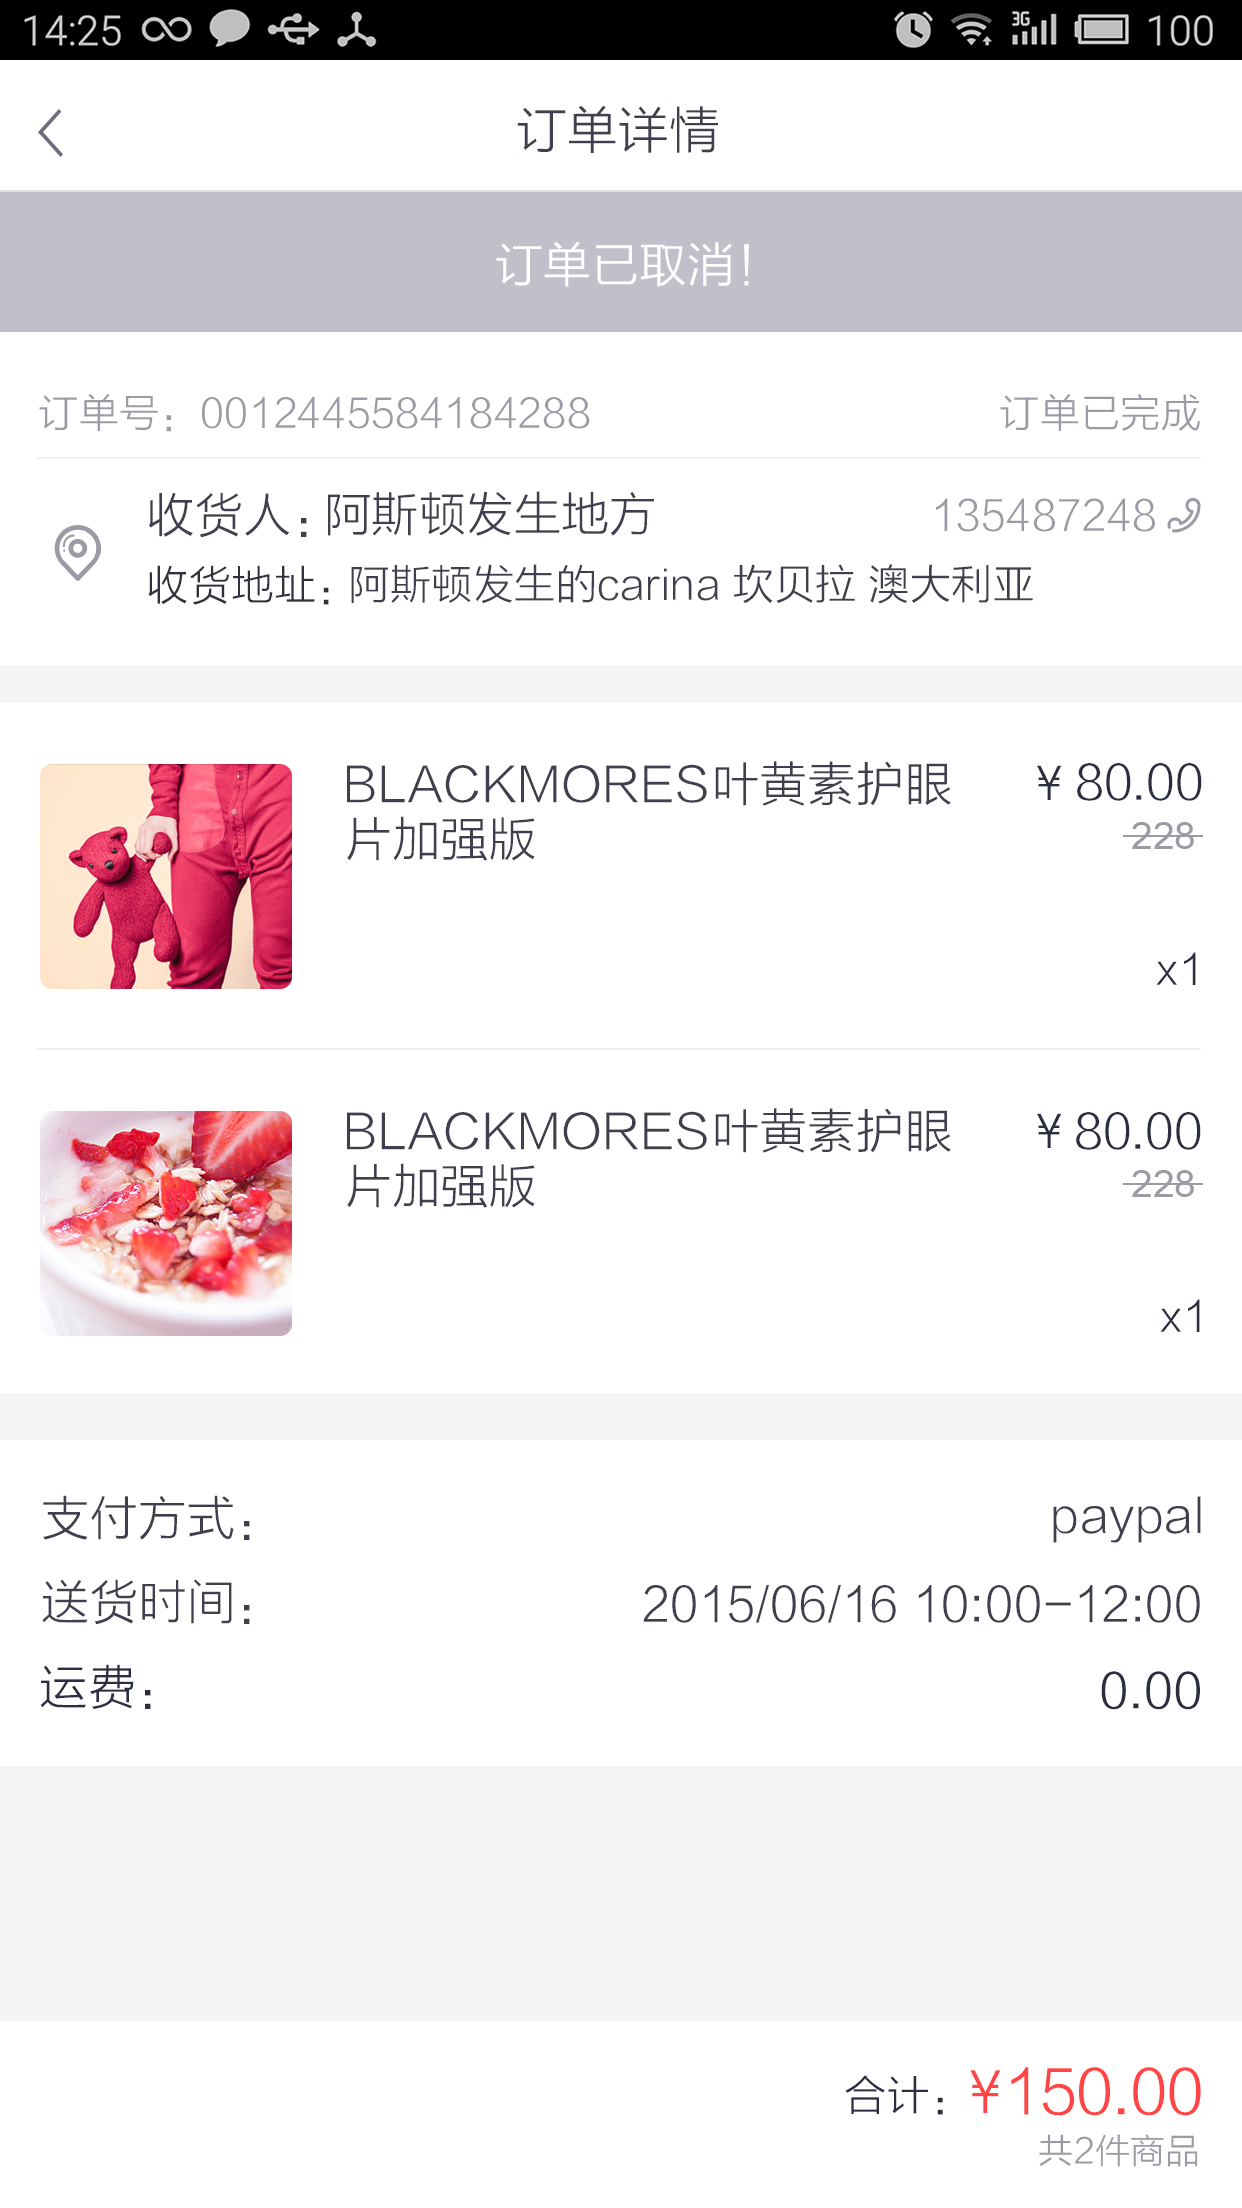 14:25 3G 100
订单详情
订单已取消!
订单号：0012445584184288 订单已完成
收货人：阿斯顿发生地方 135487248
收货地址：阿斯顿发生的carina 坎贝拉 澳大利亚
BLACKMORES叶黄素护眼 ¥ 80.00
片加强版 228
x1
BLACKMORES叶黄素护眼 ¥ 80.00
片加强版 228
x1
支付方式： paypal
送货时间： 2015/06/16 10:00-12:00
运费： 0.00
合计：¥150.00
共2件商品